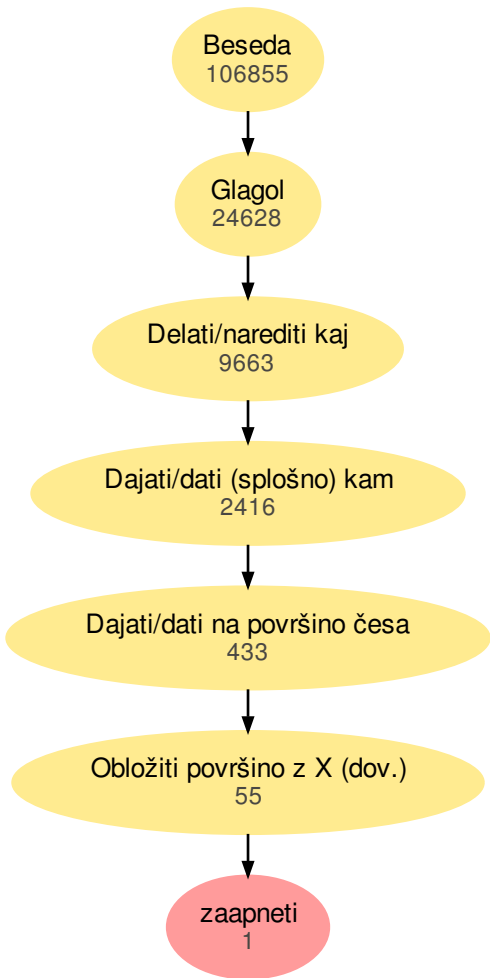 Beseda
106855
Glagol
24628
Delati/narediti kaj
9663
Dajati/dati (splošno) kam
2416
Dajati/dati na površino česa
433
Obložiti površino z X (dov.)
55
zaapneti
1